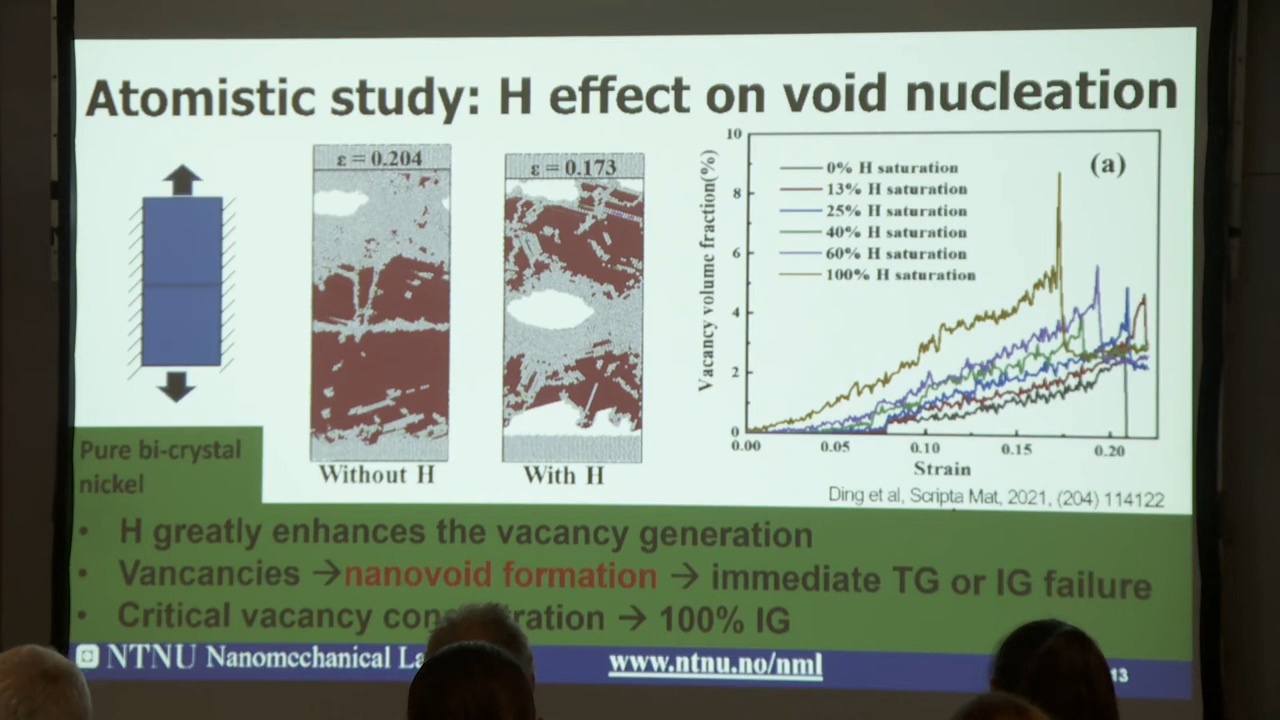 Atomistic study: H effect on void nucleation
ε = 0.204
ε = 0.173
Without H
With H
Pure bi-crystal
nickel
(a)
0% H saturation
13% H saturation
25% H saturation
40% H saturation
60% H saturation
100% H saturation
Vacancy volume fraction(%)
10
8
6
4
2
0
0.00 0.05 0.10 0.15 0.20
Strain
Ding et al, Scripta Mat, 2021, (204) 114122
• H greatly enhances the vacancy generation
• Vancancies →nanovoid formation → immediate TG or IG failure
• Critical vacancy con ration → 100% IG
NTNU Nanomechanical La
www.ntnu.no/nml
13